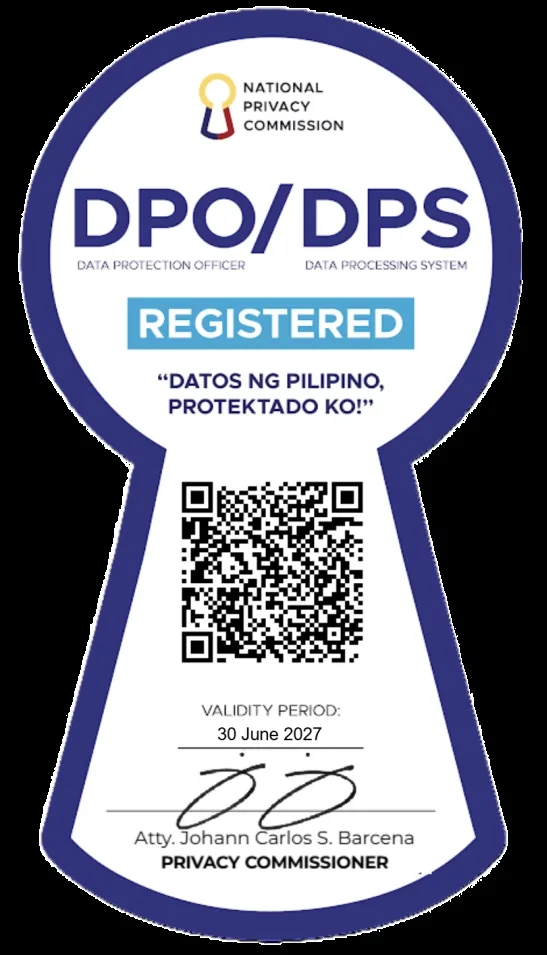 NATIONAL
PRIVACY
COMMISSION
DPO/DPS
DATA PROTECTION OFFICER DATA PROCESSING SYSTEM
REGISTERED
“DATOS NG PILIPINO,
PROTEKTADO KO!”
VALIDITY PERIOD:
30 June 2027
Atty. Johann Carlos S. Barcena
PRIVACY COMMISSIONER